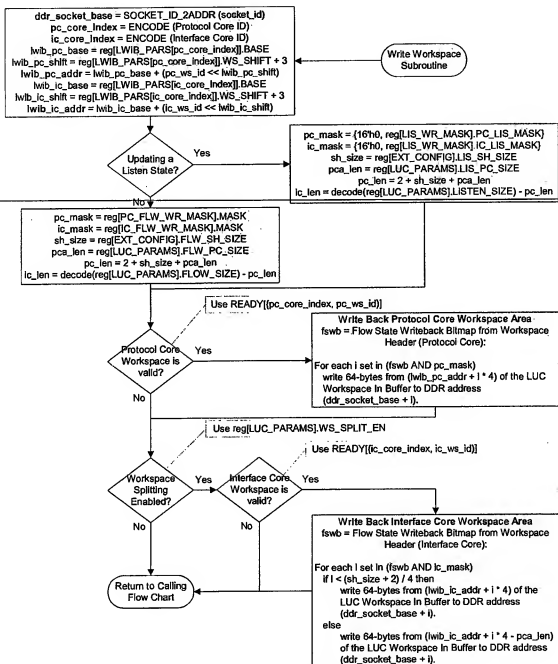 ddr_socket_base = SOCKET_ID_2ADDR (socket_id)
pc_core_Index = ENCODE (Protocol Core ID)
ic_core_Index = ENCODE (Interface Core ID)
lwib_pc_base = reg[LWIB_PARS[pc_core_index]].BASE
lwib_pc_shift = reg[LWIB_PARS[pc_core_index]].WS_SHIFT + 3
lwib_pc_addr = lwib_pc_base + (pc_ws_id << lwib_pc_shift)
lwib_ic_base = reg[LWIB_PARS[ic_core_Index]].BASE
lwib_ic_shift = reg[LWIB_PARS[ic_core_index]].WS_SHIFT + 3
lwib_ic_addr = lwib_ic_base + (ic_ws_id << lwib_ic_shift)
Write Workspace
Subroutine
Updating a
Listen State?
Yes
No
pc_mask = {16'h0, reg[LIS_WR_MASK].PC_LIS_MASK}
ic_mask = {16'h0, reg[LIS_WR_MASK].IC_LIS_MASK}
sh_size = reg[EXT_CONFIG].LIS_SH_SIZE
pca_len = reg[LUC_PARAMS].LIS_PC_SIZE
pc_len = 2 + sh_size + pca_len
ic_len = decode(reg[LUC_PARAMS].LISTEN_SIZE) - pc_len
pc_mask = reg[PC_FLW_WR_MASK].MASK
ic_mask = reg[IC_FLW_WR_MASK].MASK
sh_size = reg[EXT_CONFIG].FLW_SH_SIZE
pca_len = reg[LUC_PARAMS].FLW_PC_SIZE
pc_len = 2 + sh_size + pca_len
ic_len = decode(reg[LUC_PARAMS].FLOW_SIZE) - pc_len
Use READY[(pc_core_index, pc_ws_id)]
Protocol Core
Workspace is
valid?
Yes
No
Write Back Protocol Core Workspace Area
fswb = Flow State Writeback Bitmap from Workspace
Header (Protocol Core):
For each i set in (fswb AND pc_mask)
write 64-bytes from (lwib_pc_addr + i * 4) of the LUC
Workspace In Buffer to DDR address
(ddr_socket_base + i).
Use reg[LUC_PARAMS].WS_SPLIT_EN
Use READY[(ic_core_index, ic_ws_id)]
Workspace
Splitting
Enabled?
Yes
No
Interface Core
Workspace is
valid?
Yes
No
Return to Calling
Flow Chart
Write Back Interface Core Workspace Area
fswb = Flow State Writeback Bitmap from Workspace
Header (Interface Core):
For each i set in (fswb AND ic_mask)
if i < (sh_size + 2) / 4 then
write 64-bytes from (lwib_ic_addr + i * 4) of the
LUC Workspace In Buffer to DDR address
(ddr_socket_base + i).
else
write 64-bytes from (lwib_ic_addr + i * 4 - pca_len)
of the LUC Workspace In Buffer to DDR address
(ddr_socket_base + i).